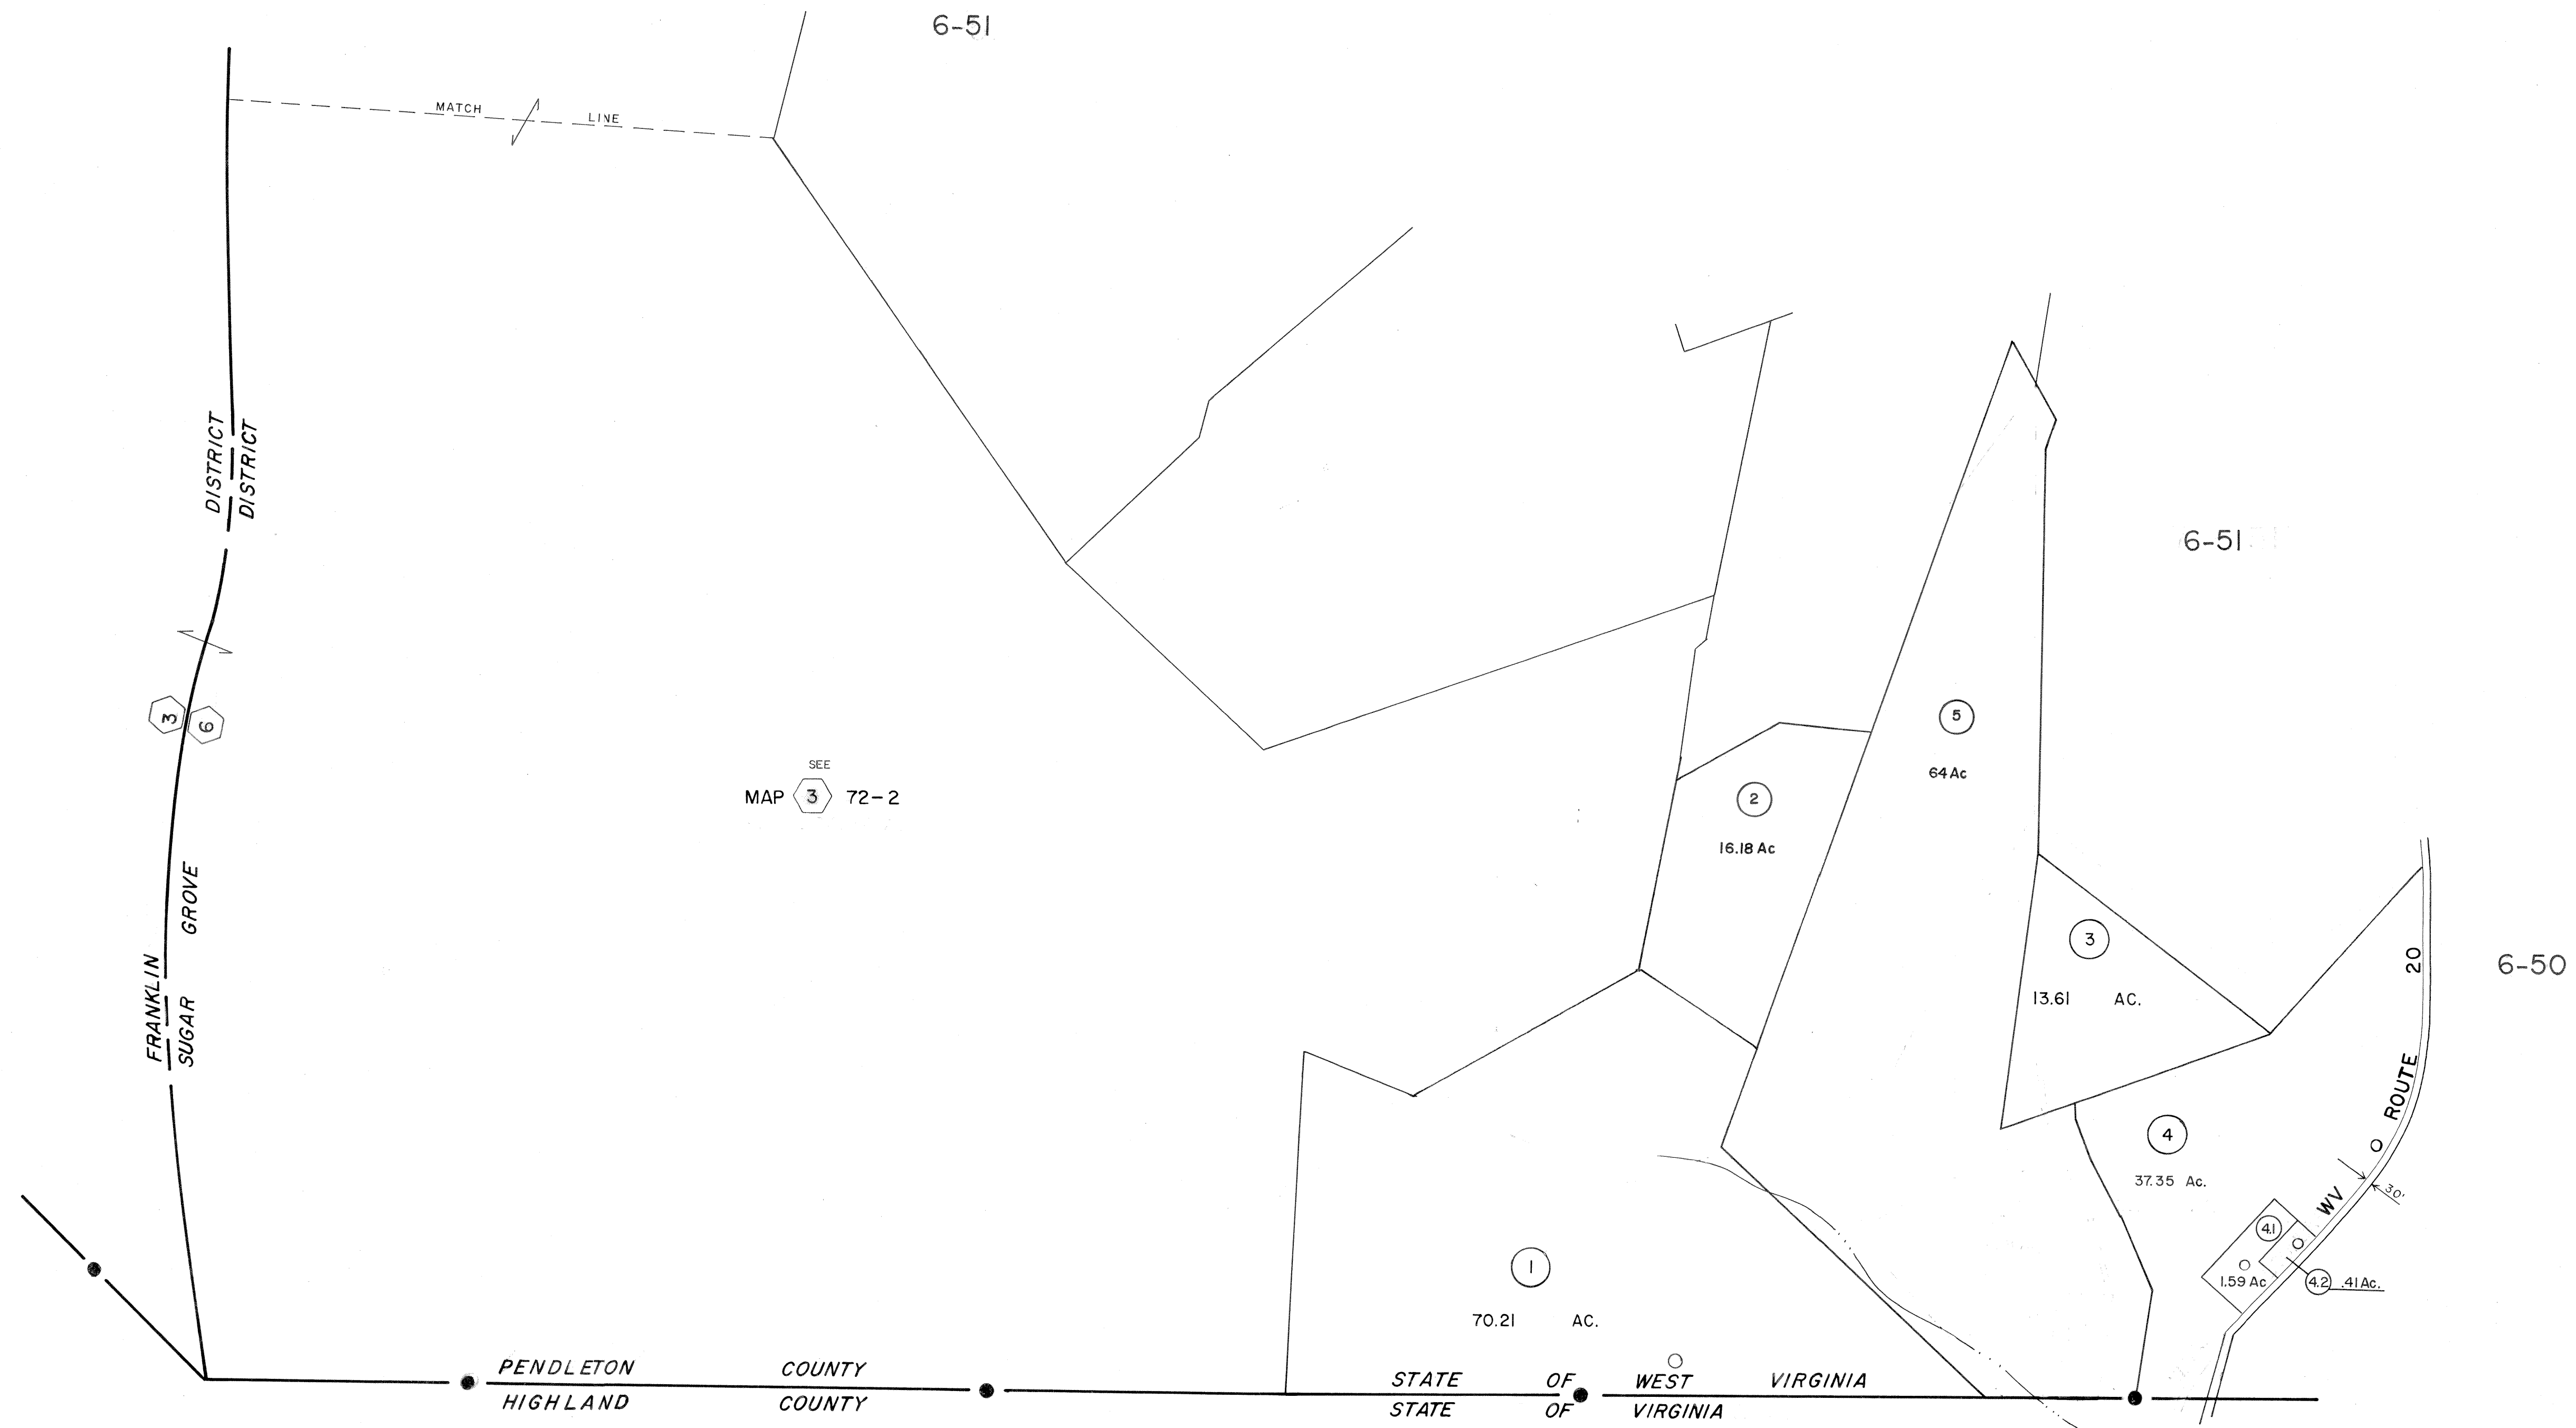 6-51
MATCH LINE
DISTRICT
DISTRICT
6-51
3
6
SEE
MAP 3 72-2
5
64 Ac
2
16.18 Ac
FRANKLIN
SUGAR GROVE
3
13.61 AC.
20
6-50
ROUTE
4
37.35 Ac.
WV
30'
4.1
1.59 Ac
4.2 .41 Ac.
1
70.21 AC.
PENDLETON COUNTY
HIGHLAND COUNTY
STATE OF WEST VIRGINIA
STATE OF VIRGINIA